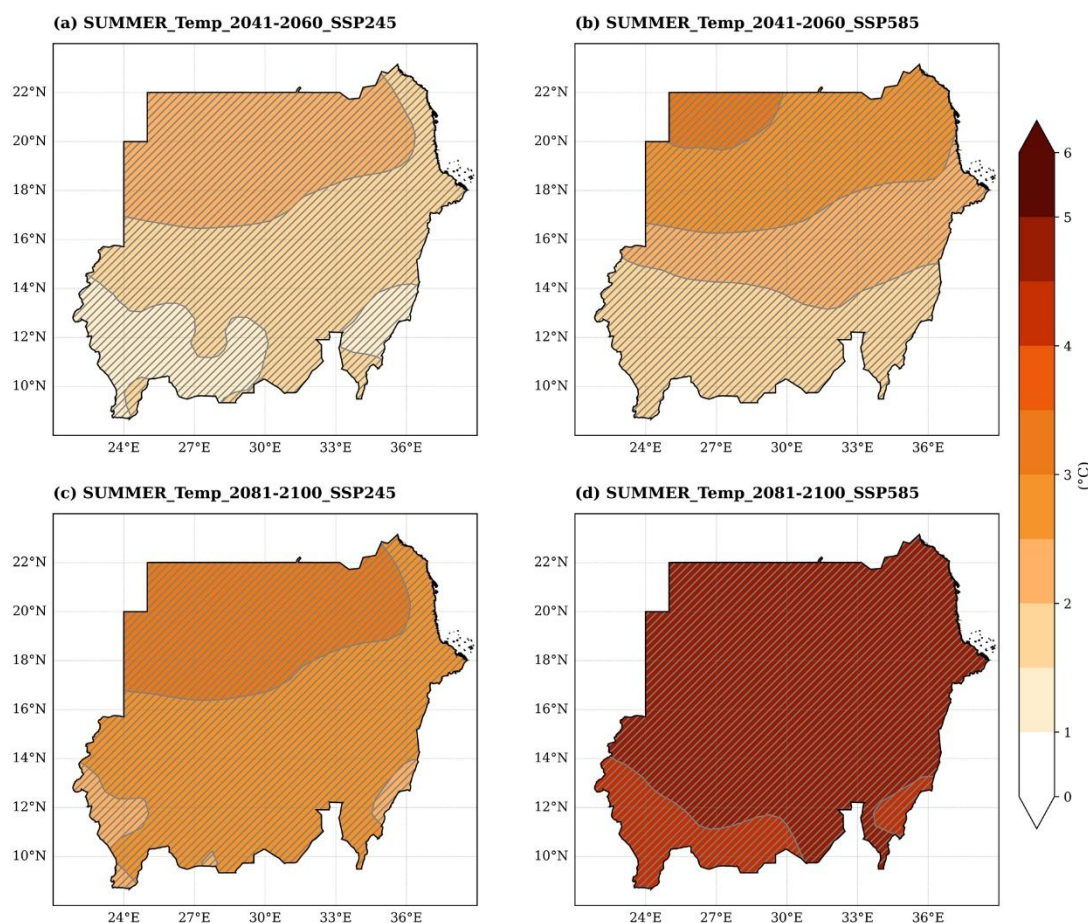 (a) SUMMER_Temp_2041-2060_SSP245
(b) SUMMER_Temp_2041-2060_SSP585
22°N
20°N
18°N
16°N
14°N
12°N
10°N
24°E 27°E 30°E 33°E 36°E
22°N
20°N
18°N
16°N
14°N
12°N
10°N
24°E 27°E 30°E 33°E 36°E
(c) SUMMER_Temp_2081-2100_SSP245
(d) SUMMER_Temp_2081-2100_SSP585
22°N
20°N
18°N
16°N
14°N
12°N
10°N
24°E 27°E 30°E 33°E 36°E
22°N
20°N
18°N
16°N
14°N
12°N
10°N
24°E 27°E 30°E 33°E 36°E
6
5
4
3
2
1
0
(°C)